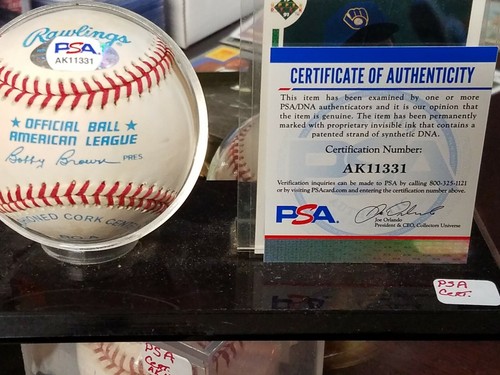 Rawlings
PSA
AK11331
★ OFFICIAL BALL ★
AMERICAN LEAGUE
Bobby Brown PRES
CERTIFICATE OF AUTHENTICITY
This item has been examined by one or more
PSA/DNA authenticators and it is our opinion that
the item is genuine. The item has been permanently
marked with proprietary invisible ink that contains a
patented strand of synthetic DNA.
Certification Number:
AK11331
Verification inquiries can be made to PSA by calling 800-325-1121
or by visiting PSAcard.com and entering the certification number above.
PSA
Joe Orlando
President & CEO, Collectors Universe
PSA
Cert.
PSA
Cert.